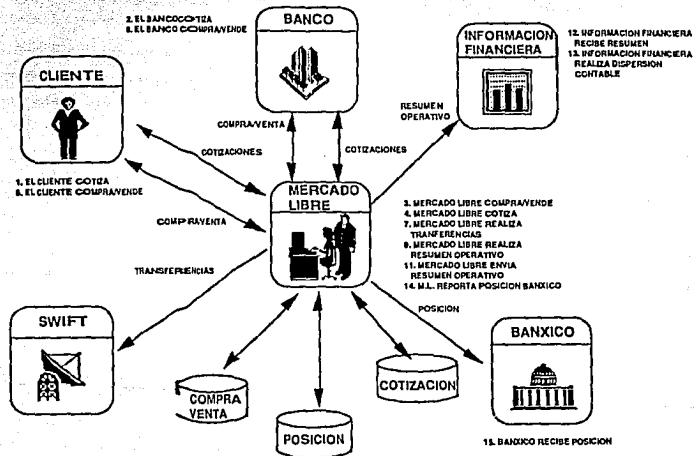 2. EL BANCO COTIZA
6. EL BANCO COMPRA/VENDE
BANCO
INFORMACION
FINANCIERA
12. INFORMACION FINANCIERA
RECIBE RESUMEN
13. INFORMACION FINANCIERA
REALIZA DISPERSION
CONTABLE
CLIENTE
RESUMEN
OPERATIVO
COMPRA/VENTA
COTIZACIONES
COTIZACIONES
1. EL CLIENTE COTIZA
5. EL CLIENTE COMPRA/VENDE
MERCADO
LIBRE
COMPRA/VENTA
3. MERCADO LIBRE COMPRA/VENDE
4. MERCADO LIBRE COTIZA
7. MERCADO LIBRE REALIZA
TRANFERENCIAS
9. MERCADO LIBRE REALIZA
RESUMEN OPERATIVO
11. MERCADO LIBRE ENVIA
RESUMEN OPERATIVO
14. M.L. REPORTA POSICION BANXICO
TRANSFERENCIAS
POSICION
SWIFT
BANXICO
COMPRA
VENTA
POSICION
COTIZACION
15. BANXICO RECIBE POSICION